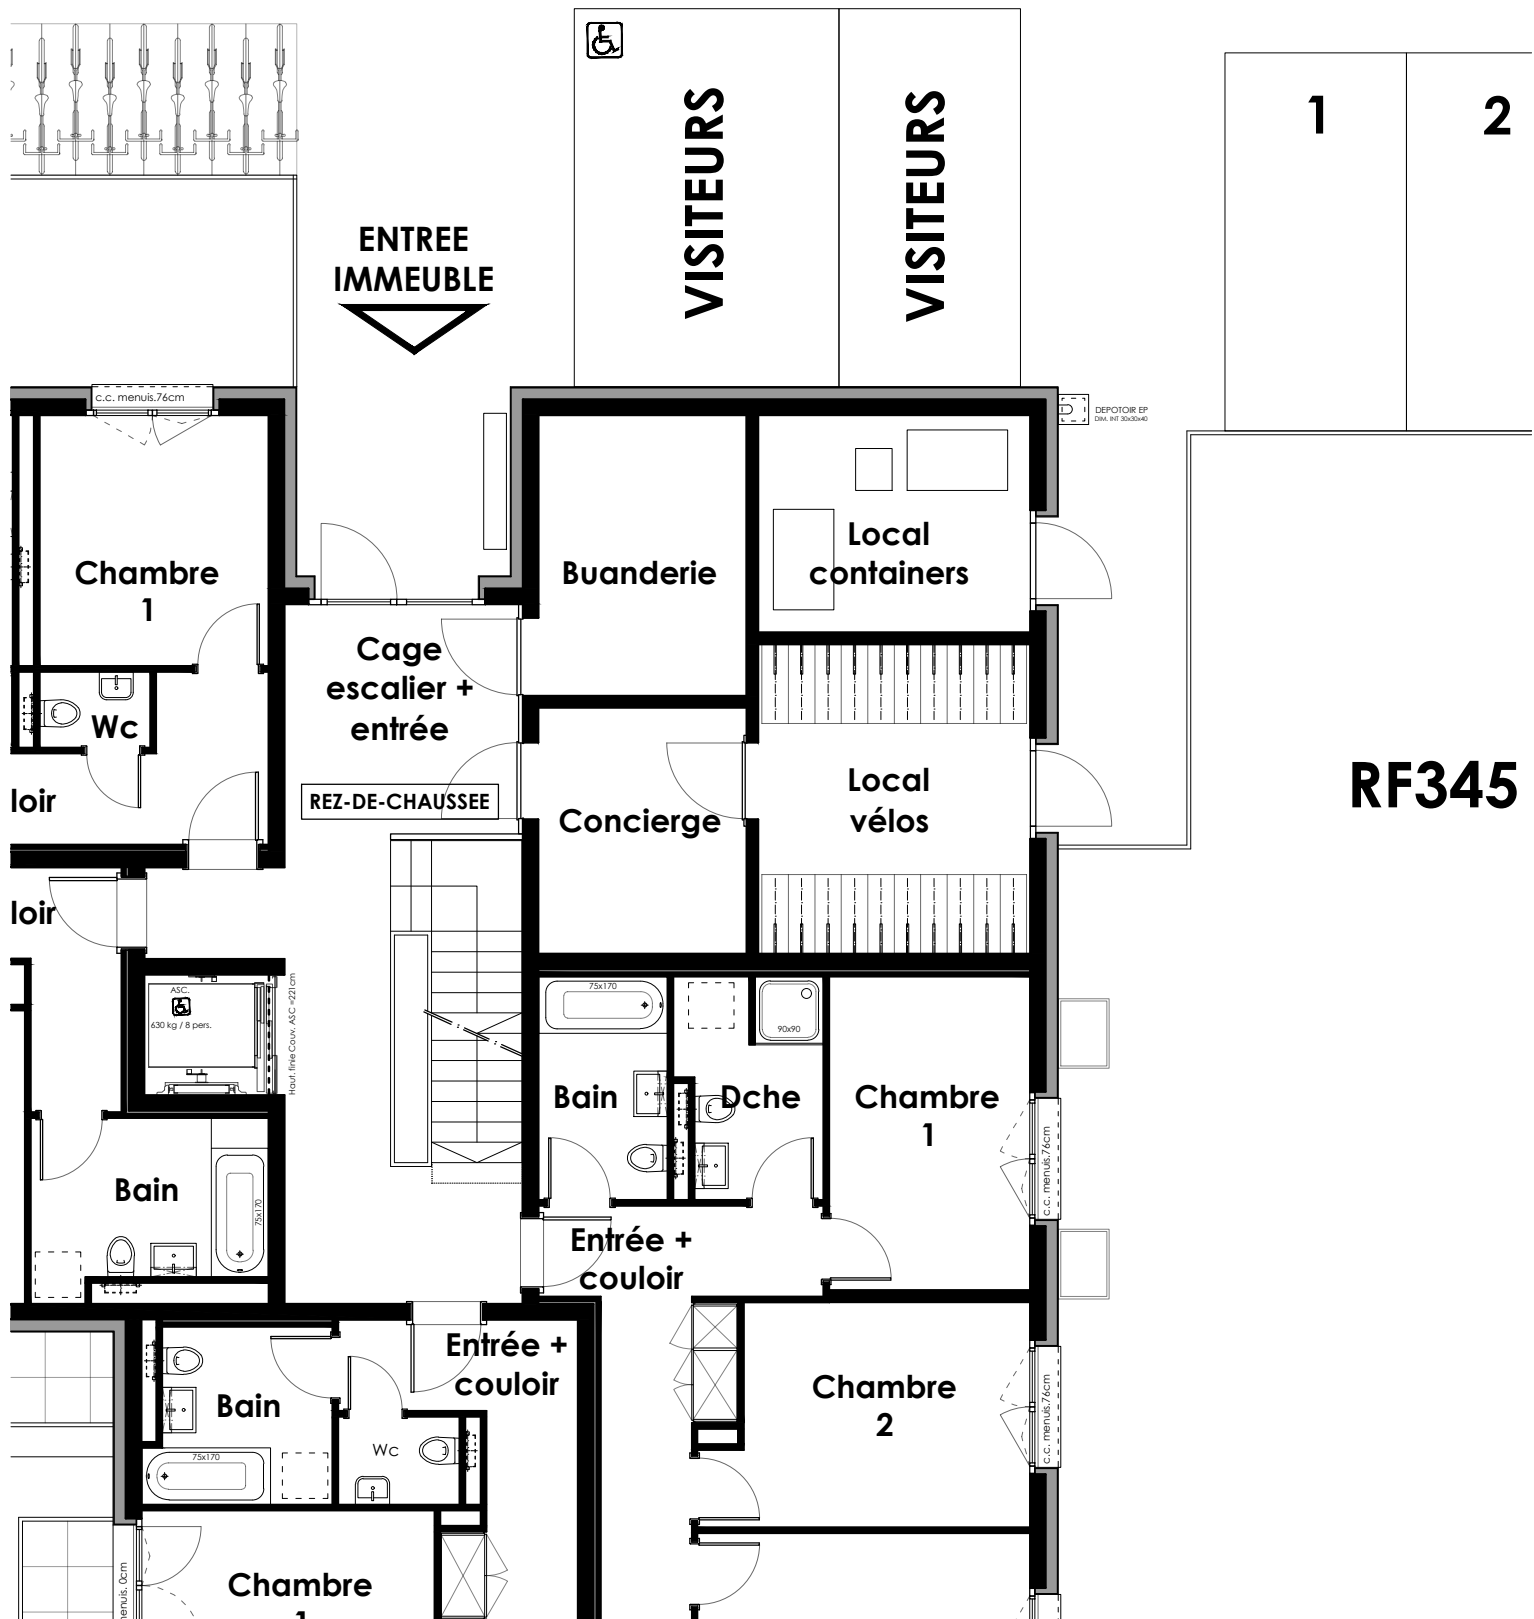 VISITEURS
VISITEURS
1
2
ENTREE
IMMEUBLE
c.c. menuis.76cm
DEPOTOIR EP
DIM. INT 30x30x40
Chambre
1
Buanderie
Local
containers
Cage
escalier +
entrée
Wc
REZ-DE-CHAUSSEE
Concierge
Local
vélos
RF345
loir
loir
ASC.
630 kg / 8 pers.
Haut. finie Couv. ASC =221cm
75x170
90x90
Bain
Dche
Chambre
1
c.c. menuis.76cm
Bain
75x170
Entrée +
couloir
Entrée +
couloir
Chambre
2
c.c. menuis.76cm
Bain
Wc
75x170
Chambre
1
enuis. 0cm